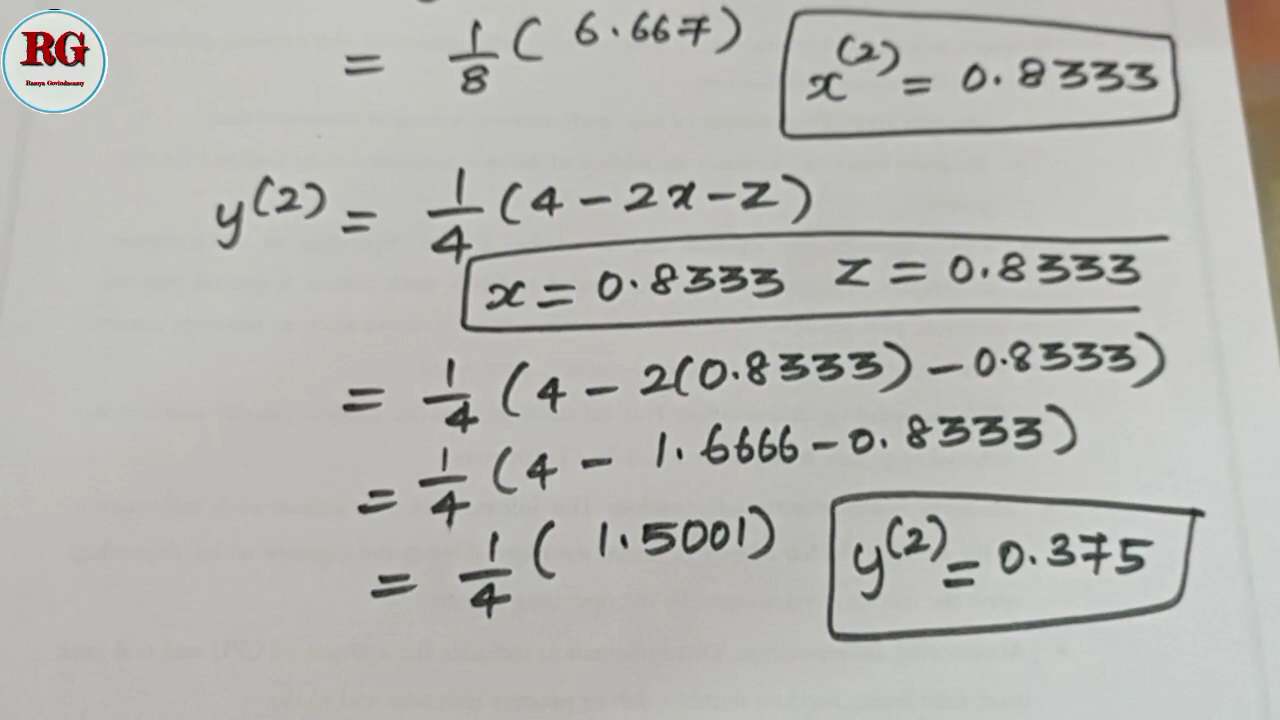 RG
Ramya Govindasamy
= 1/8 ( 6.667)
x^(2) = 0.8333
y^(2) = 1/4 (4 - 2x - z)
x = 0.8333 z = 0.8333
= 1/4 (4 - 2(0.8333) - 0.8333)
= 1/4 (4 - 1.6666 - 0.8333)
= 1/4 ( 1.5001)
y^(2) = 0.375